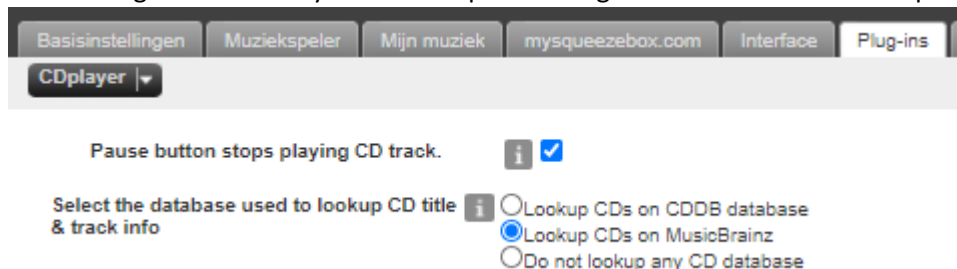 Basisinstellingen Muziekspeler Mijn muziek mysqueezebox.com Interface Plug-ins
CDplayer
Pause button stops playing CD track.
Select the database used to lookup CD title
& track info
Lookup CDs on CDDB database
Lookup CDs on MusicBrainz
Do not lookup any CD database